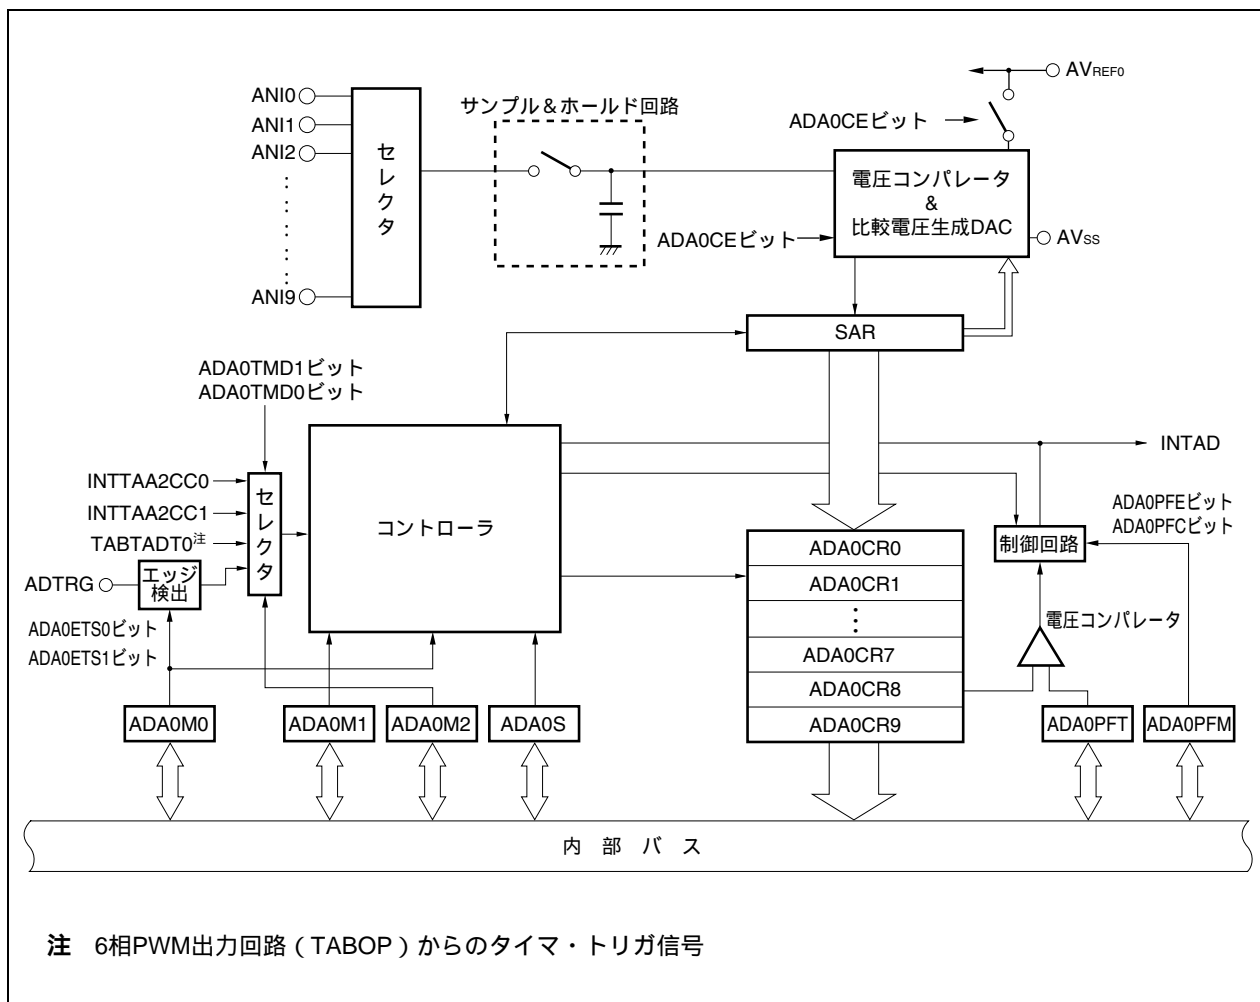 AVREF0
ANI0
サンプル＆ホールド回路
ANI1
ADA0CEビット
ANI2
セレクタ
電圧コンパレータ
&
比較電圧生成DAC
ADA0CEビット
AVSS
ANI9
SAR
ADA0TMD1ビット
ADA0TMD0ビット
INTAD
INTTAA2CC0
INTTAA2CC1
TABTADT0注
セレクタ
コントローラ
ADA0PFEビット
ADA0PFCビット
制御回路
ADTRG
エッジ
検出
ADA0CR0
ADA0CR1
ADA0CR7
ADA0CR8
ADA0CR9
電圧コンパレータ
ADA0ETS0ビット
ADA0ETS1ビット
ADA0M0
ADA0M1
ADA0M2
ADA0S
ADA0PFT
ADA0PFM
内 部 バ ス
注 6相PWM出力回路（TABOP）からのタイマ・トリガ信号